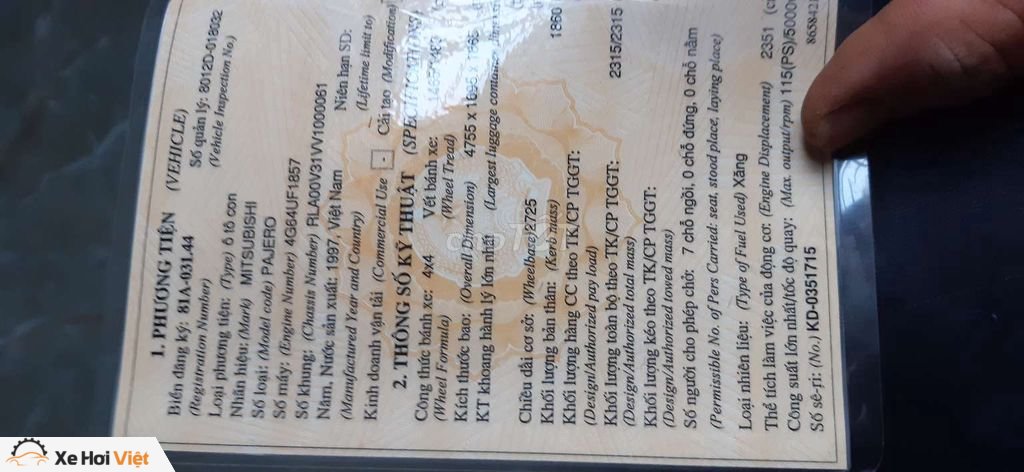 1. PHƯƠNG TIỆN (VEHICLE)
Biển đăng ký: 81A-031.44 Số quản lý: 8012D-018032
(Registration Number) (Vehicle Inspection No.)
Loại phương tiện: (Type) ô tô con
Nhãn hiệu: (Mark) MITSUBISHI
Số loại: (Model code) PAJERO
Số máy: (Engine Number) 4G64UF1857
Số khung: (Chassis Number) RLA00V31VV1000061
Năm, Nước sản xuất: 1997, Việt Nam Niên hạn SD:
(Manufactured Year and Country) (Lifetime limit to)
Kinh doanh vận tải (Commercial Use) - Cải tạo (Modification)
2. THÔNG SỐ KỸ THUẬT (SPECIFICATIONS)
Công thức bánh xe: 4x4 Vết bánh xe:
(Wheel Formula) (Wheel Tread)
Kích thước bao: (Overall Dimension) 4755 x 1695 x
KT khoang hành lý lớn nhất (Largest luggage container
Chiều dài cơ sở: (Wheelbase) 2725
Khối lượng bản thân: (Kerb mass) 1860
Khối lượng hàng CC theo TK/CP TGGT:
(Design/Authorized pay load)
Khối lượng toàn bộ theo TK/CP TGGT: 2315/2315
(Design/Authorized total mass)
Khối lượng kéo theo TK/CP TGGT:
(Design/Authorized towed mass)
Số người cho phép chở: 7 chỗ ngồi, 0 chỗ đứng, 0 chỗ nằm
(Permissible No. of Pers Carried: seat, stood place, laying place)
Loại nhiên liệu: (Type of Fuel Used) Xăng
Thể tích làm việc của động cơ: (Engine Displacement) 2351
Công suất lớn nhất/tốc độ quay: (Max. output/rpm) 115(PS)/5000
Số sê-ri: (No.) KD-0351715
Xe Hơi Việt